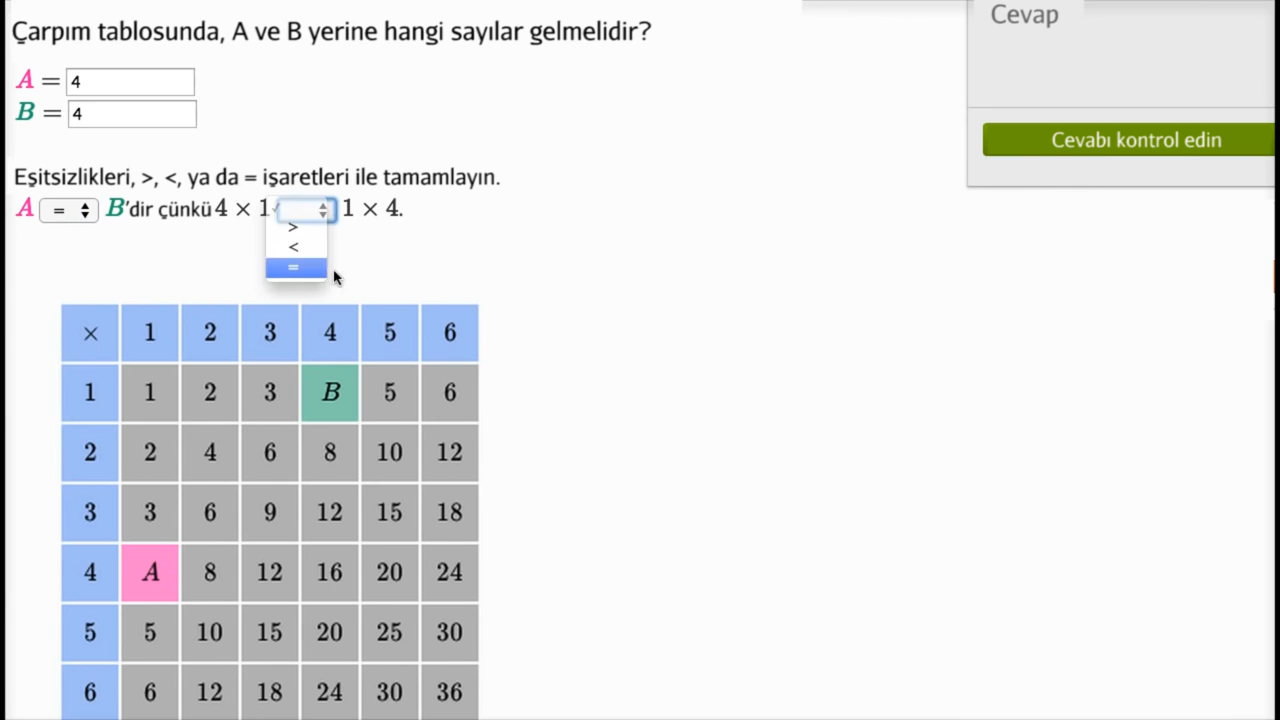 Çarpım tablosunda, A ve B yerine hangi sayılar gelmelidir?
A = 4
B = 4
Eşitsizlikleri, >, <, ya da = işaretleri ile tamamlayın.
A = B'dir çünkü 4 × 1 1 × 4.
>
<
=
Cevap
Cevabı kontrol edin
× 1 2 3 4 5 6
1 1 2 3 B 5 6
2 2 4 6 8 10 12
3 3 6 9 12 15 18
4 A 8 12 16 20 24
5 5 10 15 20 25 30
6 6 12 18 24 30 36